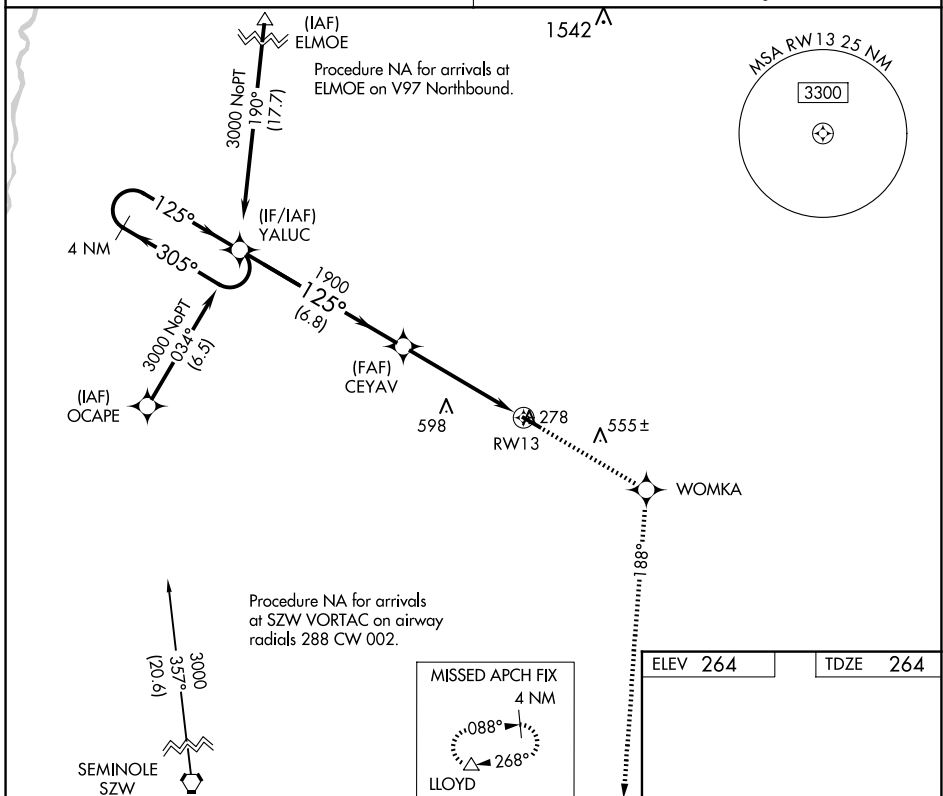 (IAF)
ELMOE
1542
Procedure NA for arrivals at
ELMOE on V97 Northbound.
MSA RW13 25 NM
3300
3000 NoPT
190°
(17.7)
125°
4 NM
305°
(IF/IAF)
YALUC
1900
125°
(6.8)
3000 NoPT
034°
(6.5)
(IAF)
OCAPE
(FAF)
CEYAV
598
278
RW13
555±
WOMKA
188°
Procedure NA for arrivals
at SZW VORTAC on airway
radials 288 CW 002.
3000
357°
(20.6)
SEMINOLE
SZW
MISSED APCH FIX
4 NM
088°
268°
LLOYD
ELEV 264
TDZE 264